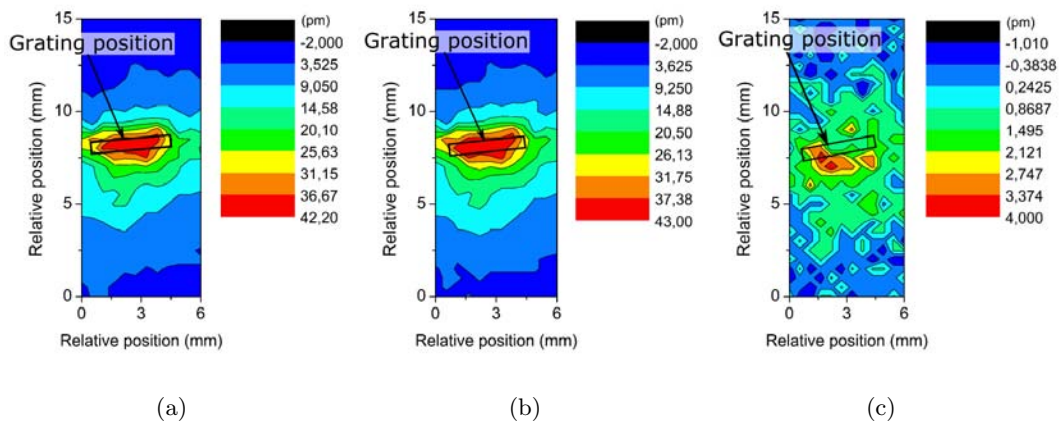 15
Grating position
10
5
0
0 3 6
Relative position (mm)
Relative position (mm)
(pm)
-2,000
3,525
9,050
14,58
20,10
25,63
31,15
36,67
42,20
(a)
15
Grating position
10
5
0
0 3 6
Relative position (mm)
Relative position (mm)
(pm)
-2,000
3,625
9,250
14,88
20,50
26,13
31,75
37,38
43,00
(b)
15
Grating position
10
5
0
0 3 6
Relative position (mm)
Relative position (mm)
(pm)
-1,010
-0,3838
0,2425
0,8687
1,495
2,121
2,747
3,374
4,000
(c)